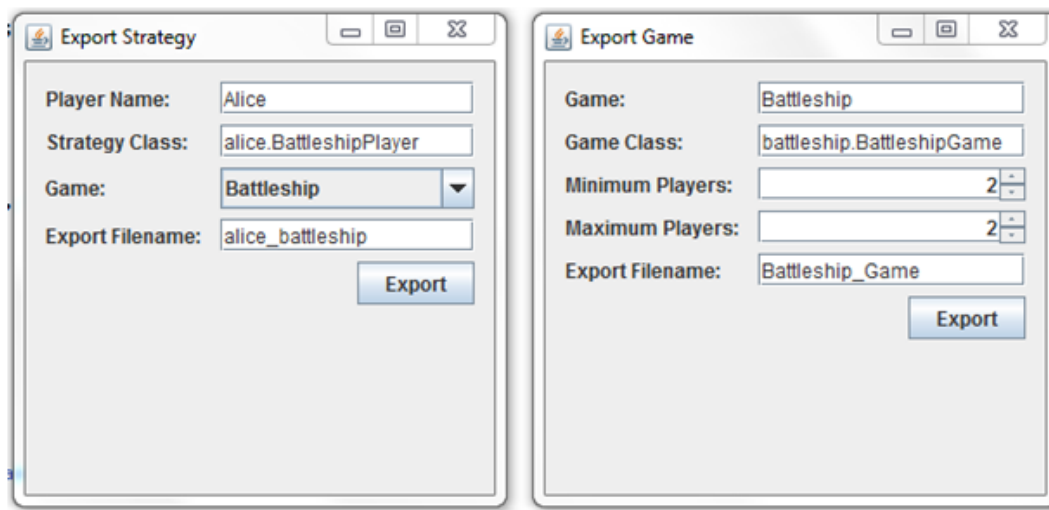 Export Strategy
Player Name: Alice
Strategy Class: alice.BattleshipPlayer
Game: Battleship
Export Filename: alice_battleship
Export
Export Game
Game: Battleship
Game Class: battleship.BattleshipGame
Minimum Players: 2
Maximum Players: 2
Export Filename: Battleship_Game
Export